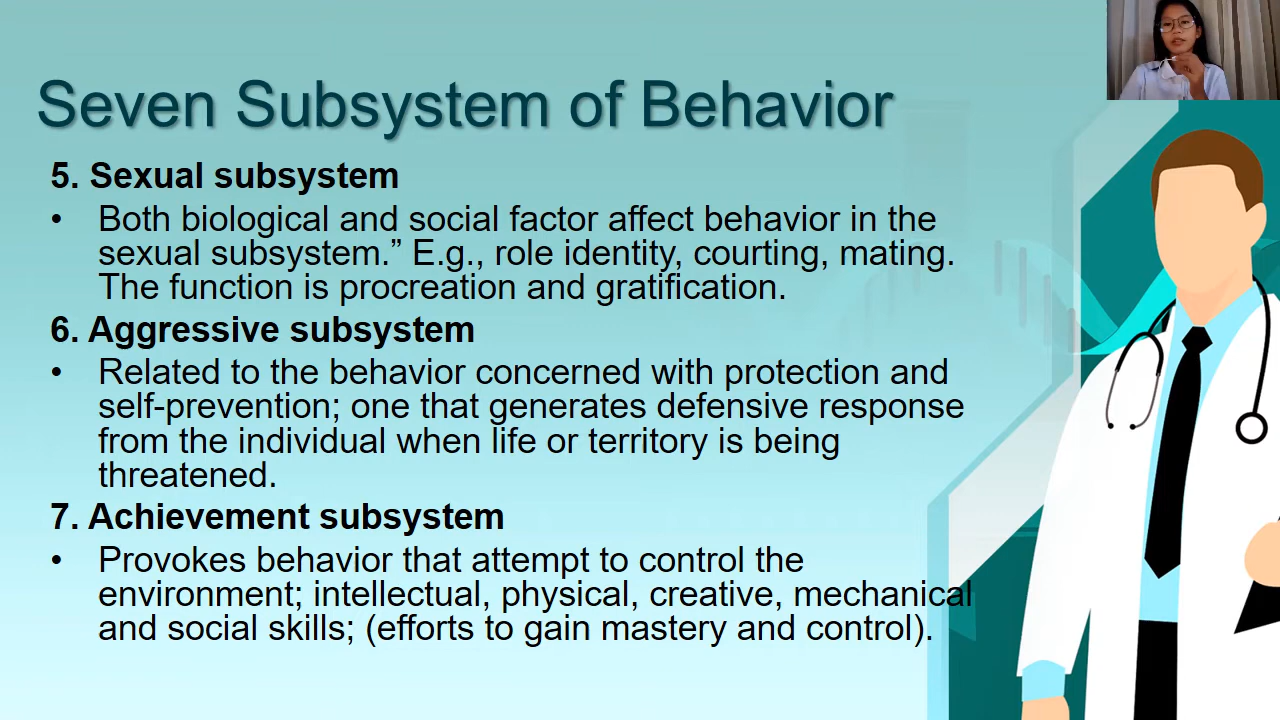 Seven Subsystem of Behavior
5. Sexual subsystem
• Both biological and social factor affect behavior in the
sexual subsystem.” E.g., role identity, courting, mating.
The function is procreation and gratification.
6. Aggressive subsystem
• Related to the behavior concerned with protection and
self-prevention; one that generates defensive response
from the individual when life or territory is being
threatened.
7. Achievement subsystem
• Provokes behavior that attempt to control the
environment; intellectual, physical, creative, mechanical
and social skills; (efforts to gain mastery and control).